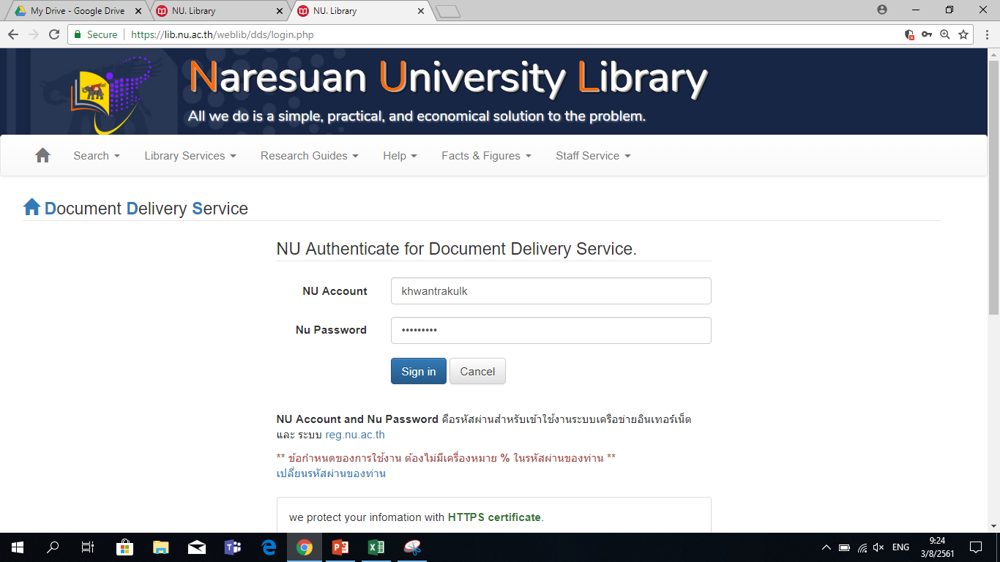 My Drive - Google Drive
NU. Library
NU. Library
Secure
https://lib.nu.ac.th/weblib/dds/login.php
Naresuan University Library
All we do is a simple, practical, and economical solution to the problem.
Search
Library Services
Research Guides
Help
Facts & Figures
Staff Service
Document Delivery Service
NU Authenticate for Document Delivery Service.
NU Account
khwantrakulk
Nu Password
•••••••••
Sign in
Cancel
NU Account and Nu Password คือรหัสผ่านสำหรับเข้าใช้งานระบบเครือข่ายอินเทอร์เน็ต
และ ระบบ reg.nu.ac.th
** ข้อกำหนดของการใช้งาน ต้องไม่มีเครื่องหมาย % ในรหัสผ่านของท่าน **
เปลี่ยนรหัสผ่านของท่าน
we protect your infomation with HTTPS certificate.
ENG
9:24
3/8/2561